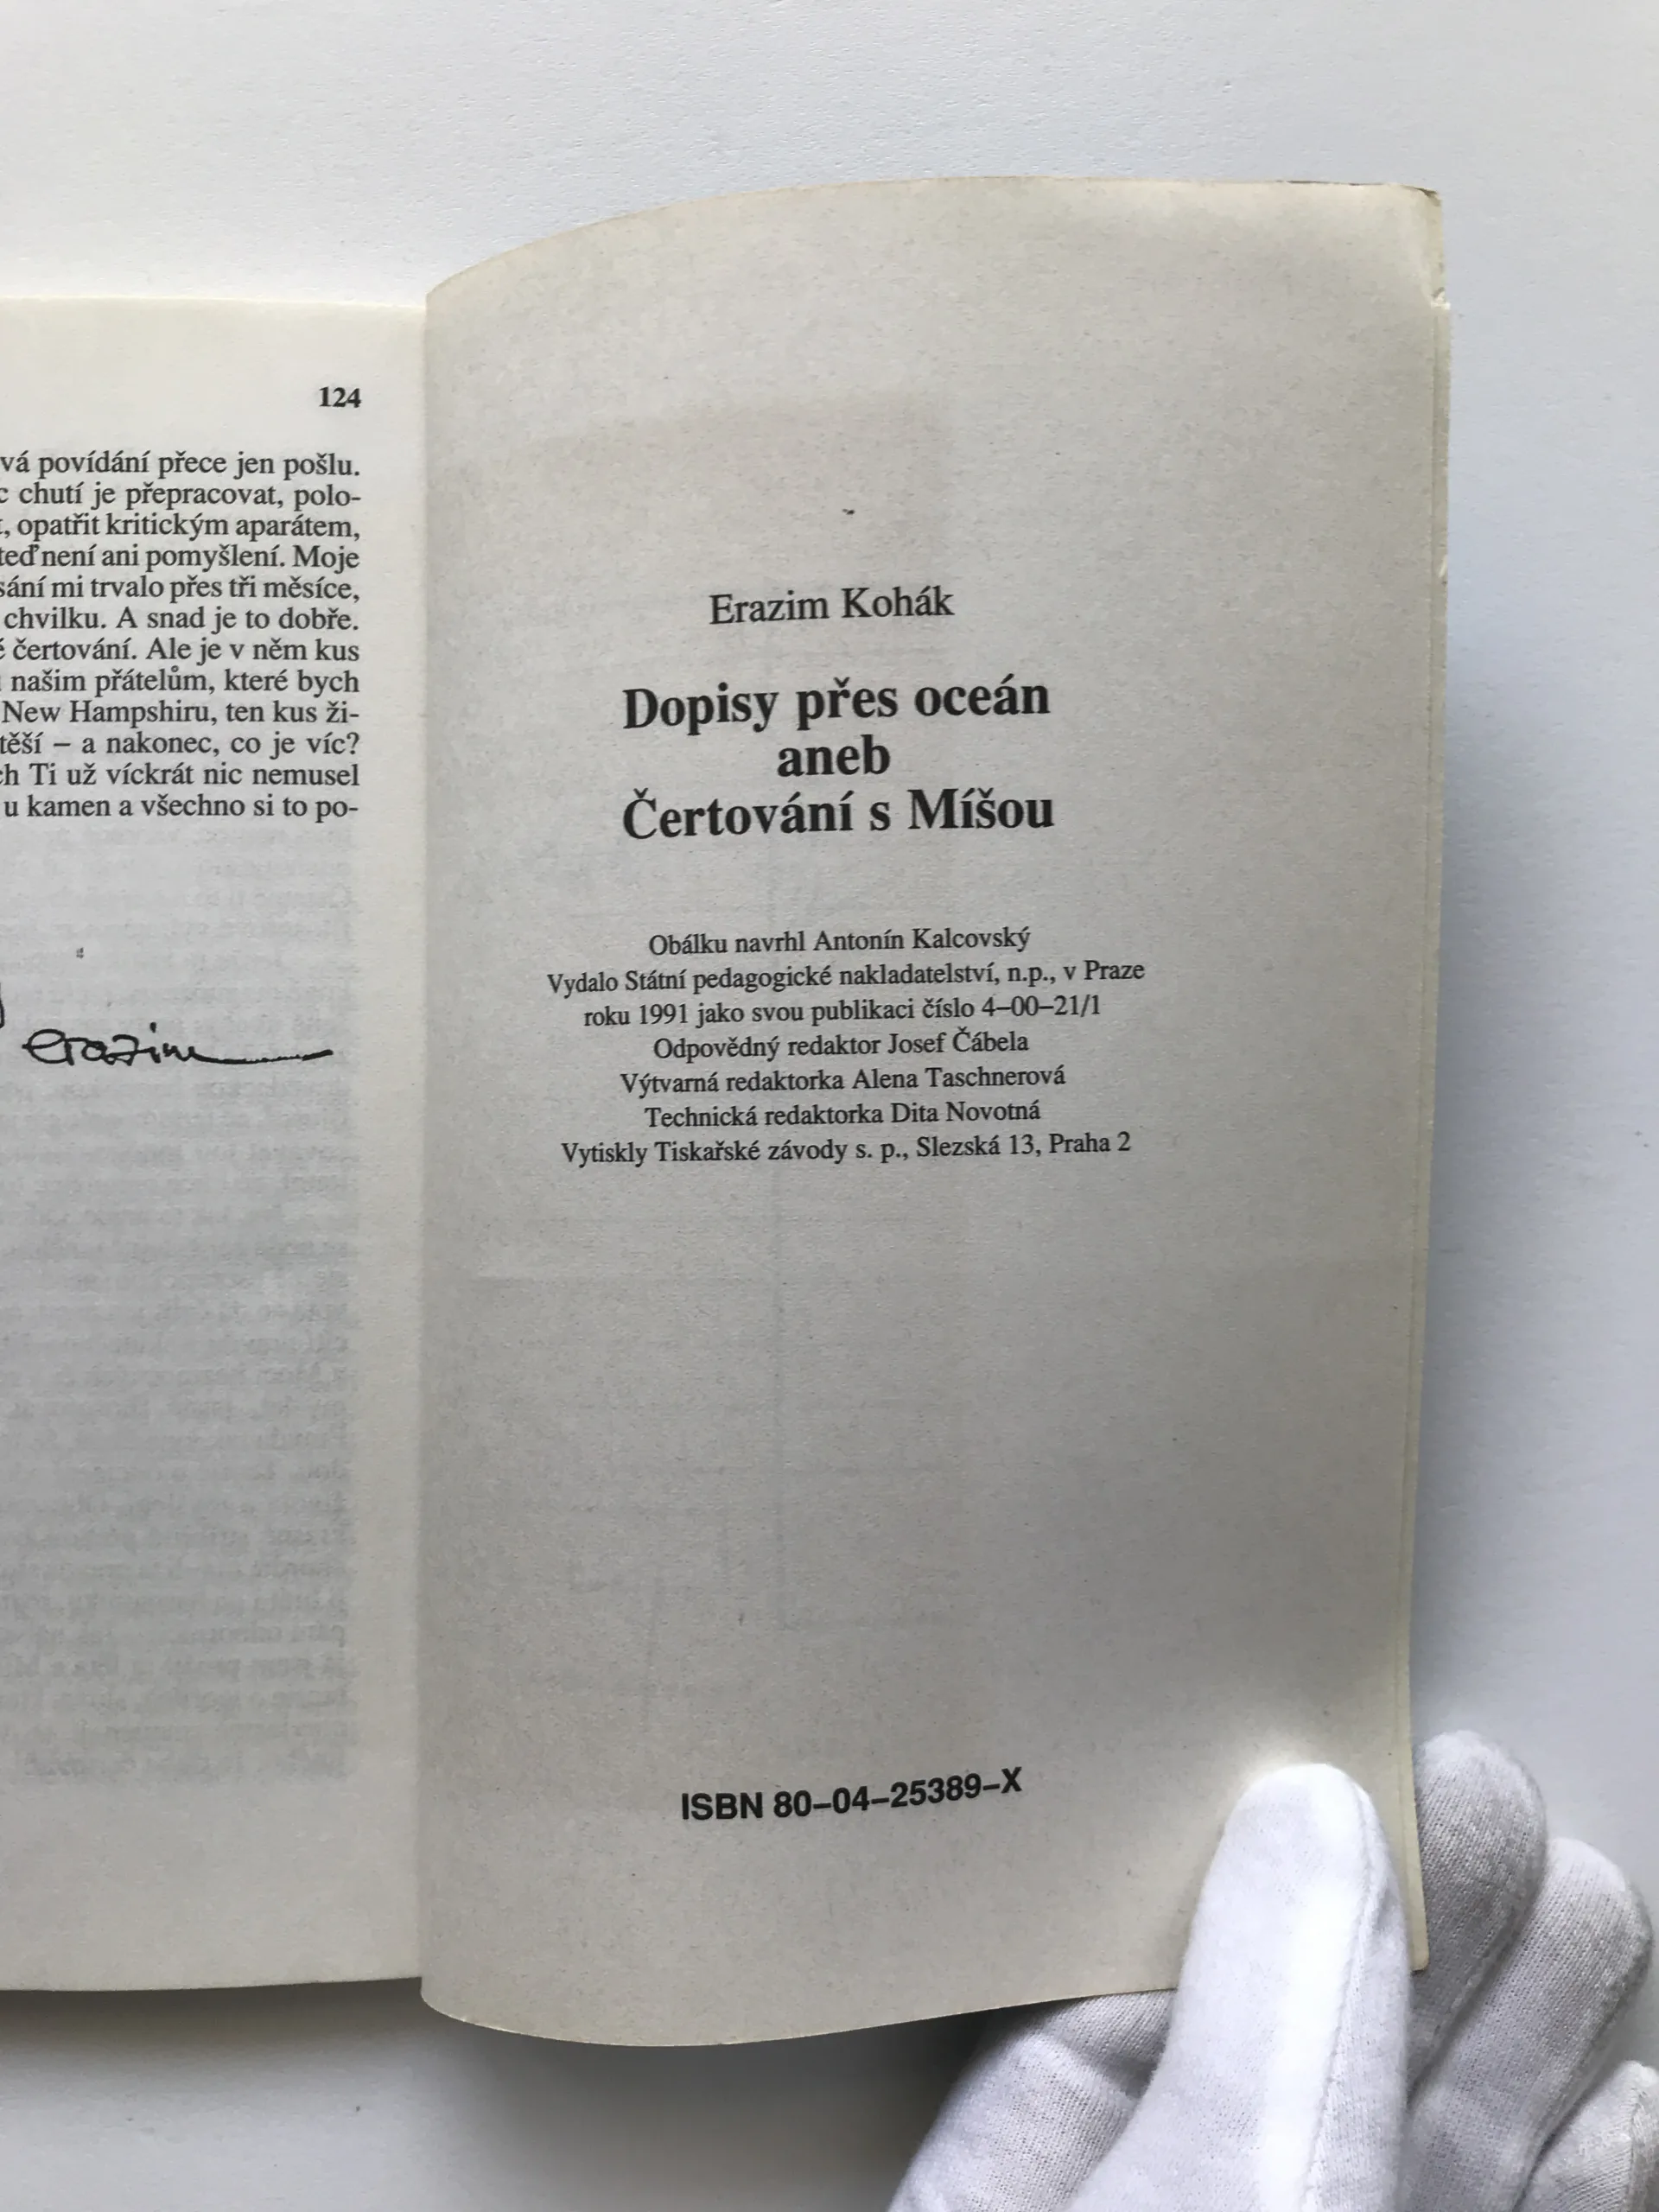 124
vá povídání přece jen pošlu.
chutí je přepracovat, polo-
opatřit kritickým aparátem,
teď není ani pomyšlení. Moje
sání mi trvalo přes tři měsíce,
chvilku. A snad je to dobře.
čertování. Ale je v něm kus
našim přátelům, které bych
New Hampshiru, ten kus ži-
těší – a nakonec, co je víc?
ch Ti už víckrát nic nemusel
u kamen a všechno si to po-
erazim
Erazim Kohák
Dopisy přes oceán
aneb
Čertování s Míšou
Obálku navrhl Antonín Kalcovský
Vydalo Státní pedagogické nakladatelství, n.p., v Praze
roku 1991 jako svou publikaci číslo 4–00–21/1
Odpovědný redaktor Josef Čábela
Výtvarná redaktorka Alena Taschnerová
Technická redaktorka Dita Novotná
Vytiskly Tiskařské závody s. p., Slezská 13, Praha 2
ISBN 80–04–25389–X